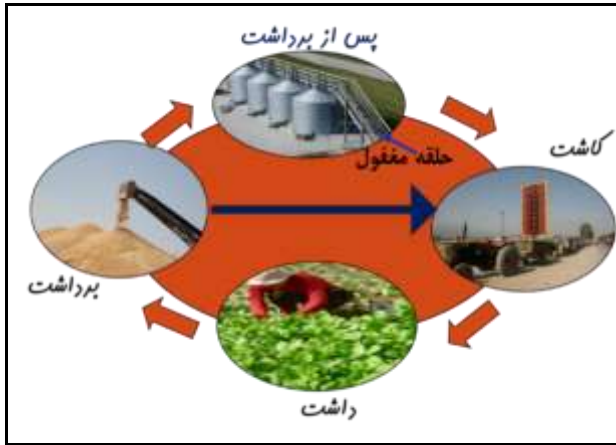 پس از برداشت
حلقه مغفول
کاشت
برداشت
داشت